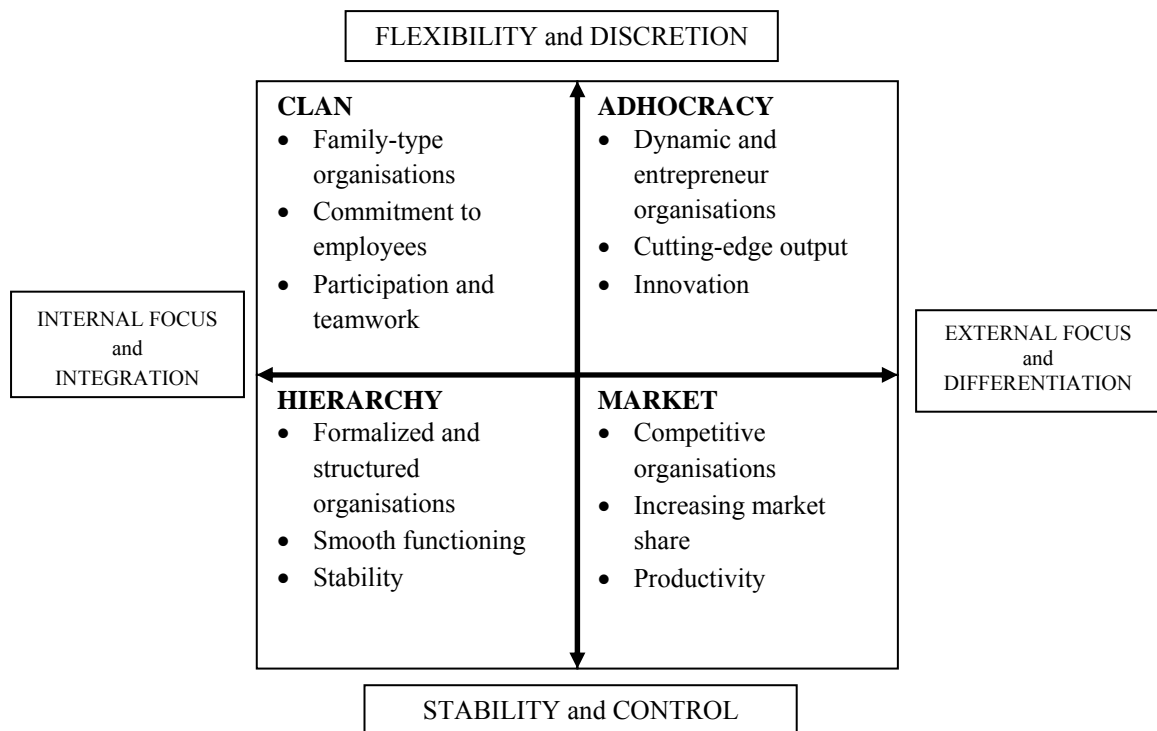 FLEXIBILITY and DISCRETION
CLAN
• Family-type
organisations
• Commitment to
employees
• Participation and
teamwork
ADHOCRACY
• Dynamic and
entrepreneur
organisations
• Cutting-edge output
• Innovation
INTERNAL FOCUS
and
INTEGRATION
EXTERNAL FOCUS
and
DIFFERENTIATION
HIERARCHY
• Formalized and
structured
organisations
• Smooth functioning
• Stability
MARKET
• Competitive
organisations
• Increasing market
share
• Productivity
STABILITY and CONTROL